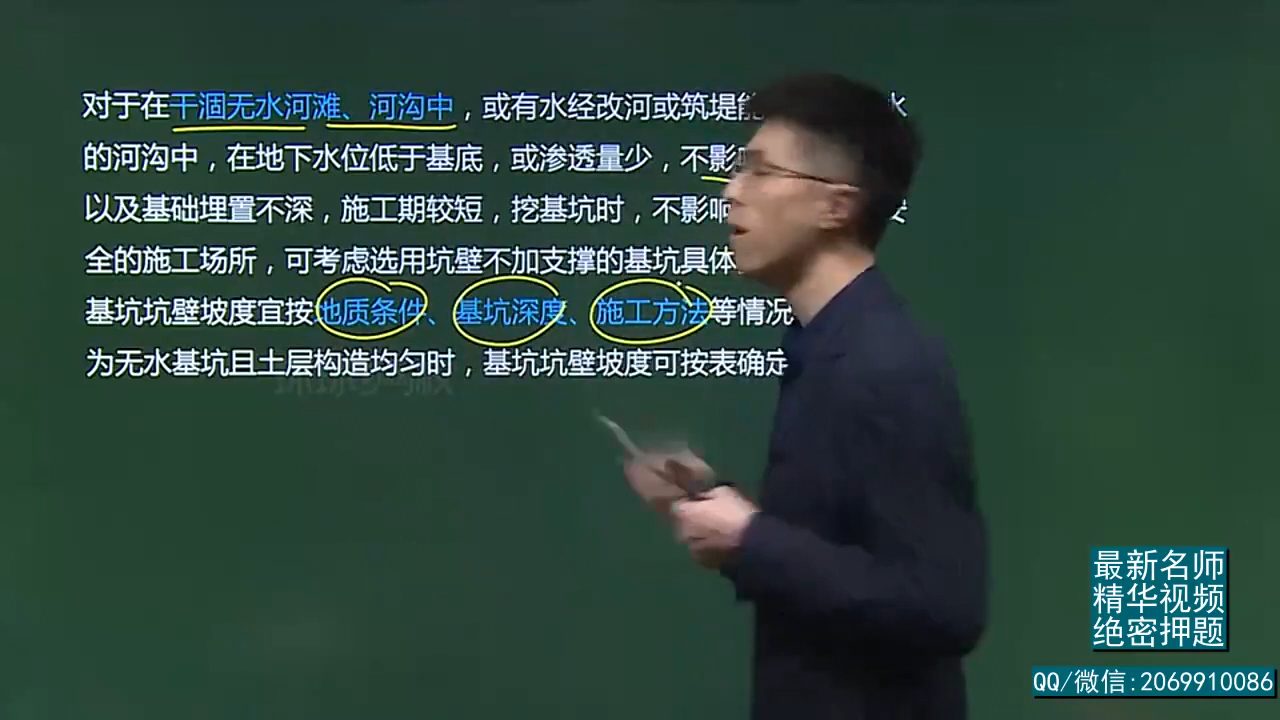 对于在干涸无水河滩、河沟中，或有水经改河或筑堤能水
的河沟中，在地下水位低于基底，或渗透量少，不影
以及基础埋置不深，施工期较短，挖基坑时，不影响安
全的施工场所，可考虑选用坑壁不加支撑的基坑具体
基坑坑壁坡度宜按地质条件、基坑深度、施工方法等情况
为无水基坑且土层构造均匀时，基坑坑壁坡度可按表确定
最新名师
精华视频
绝密押题
QQ/微信:2069910086